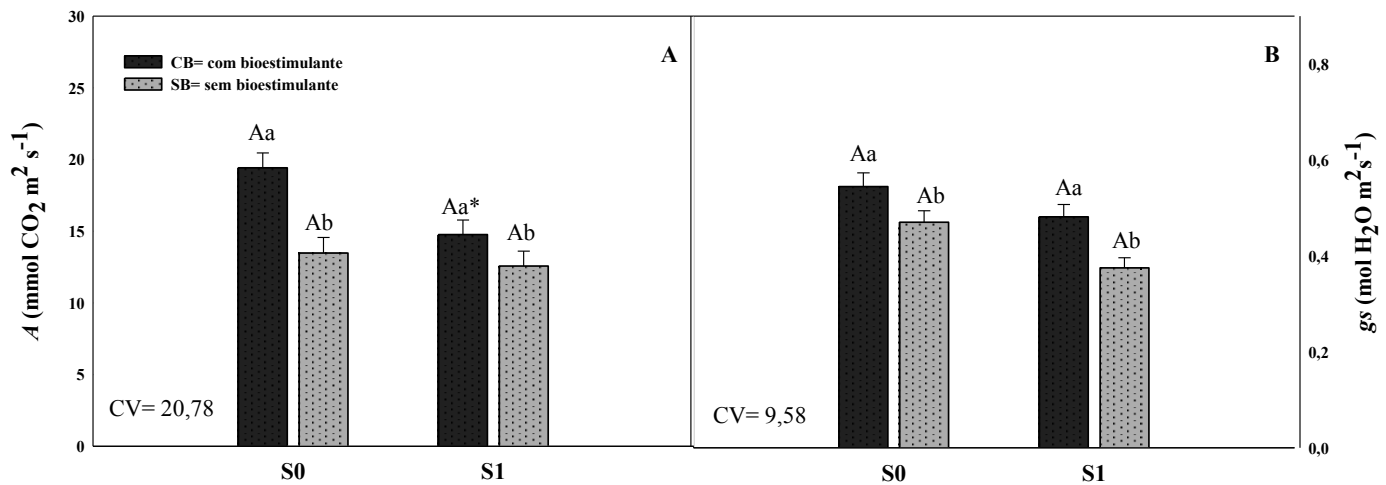 A (mmol CO2 m2 s-1)
30
25
20
15
10
5
0
CB= com bioestimulante
SB= sem bioestimulante
A
Aa
Ab
Aa*
Ab
CV= 20,78
S0
S1
B
Aa
Ab
Aa
Ab
CV= 9,58
S0
S1
0,8
0,6
0,4
0,2
0,0
gs (mol H2O m2s-1)